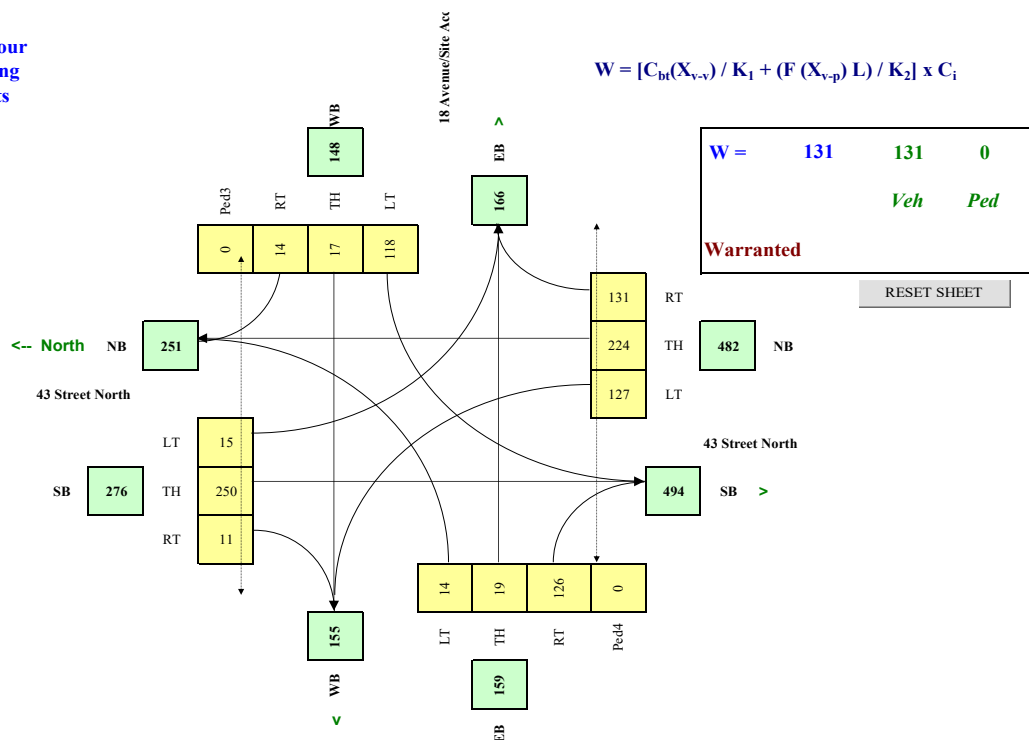 our
ng
ts
18 Avenue/Site Acc
W = [Cbt(Xv-v) / K1 + (F (Xv-p) L) / K2] x Ci
W = 131 131 0
Veh Ped
Warranted
RESET SHEET
WB
148
Ped3 RT TH LT
0 14 17 118
^
EB
166
131 RT
224 TH
127 LT
482 NB
<-- North NB 251
43 Street North
LT 15
TH 250
RT 11
SB 276
43 Street North
494 SB >
14 19 126 0
LT TH RT Ped4
155
WB
v
159
EB